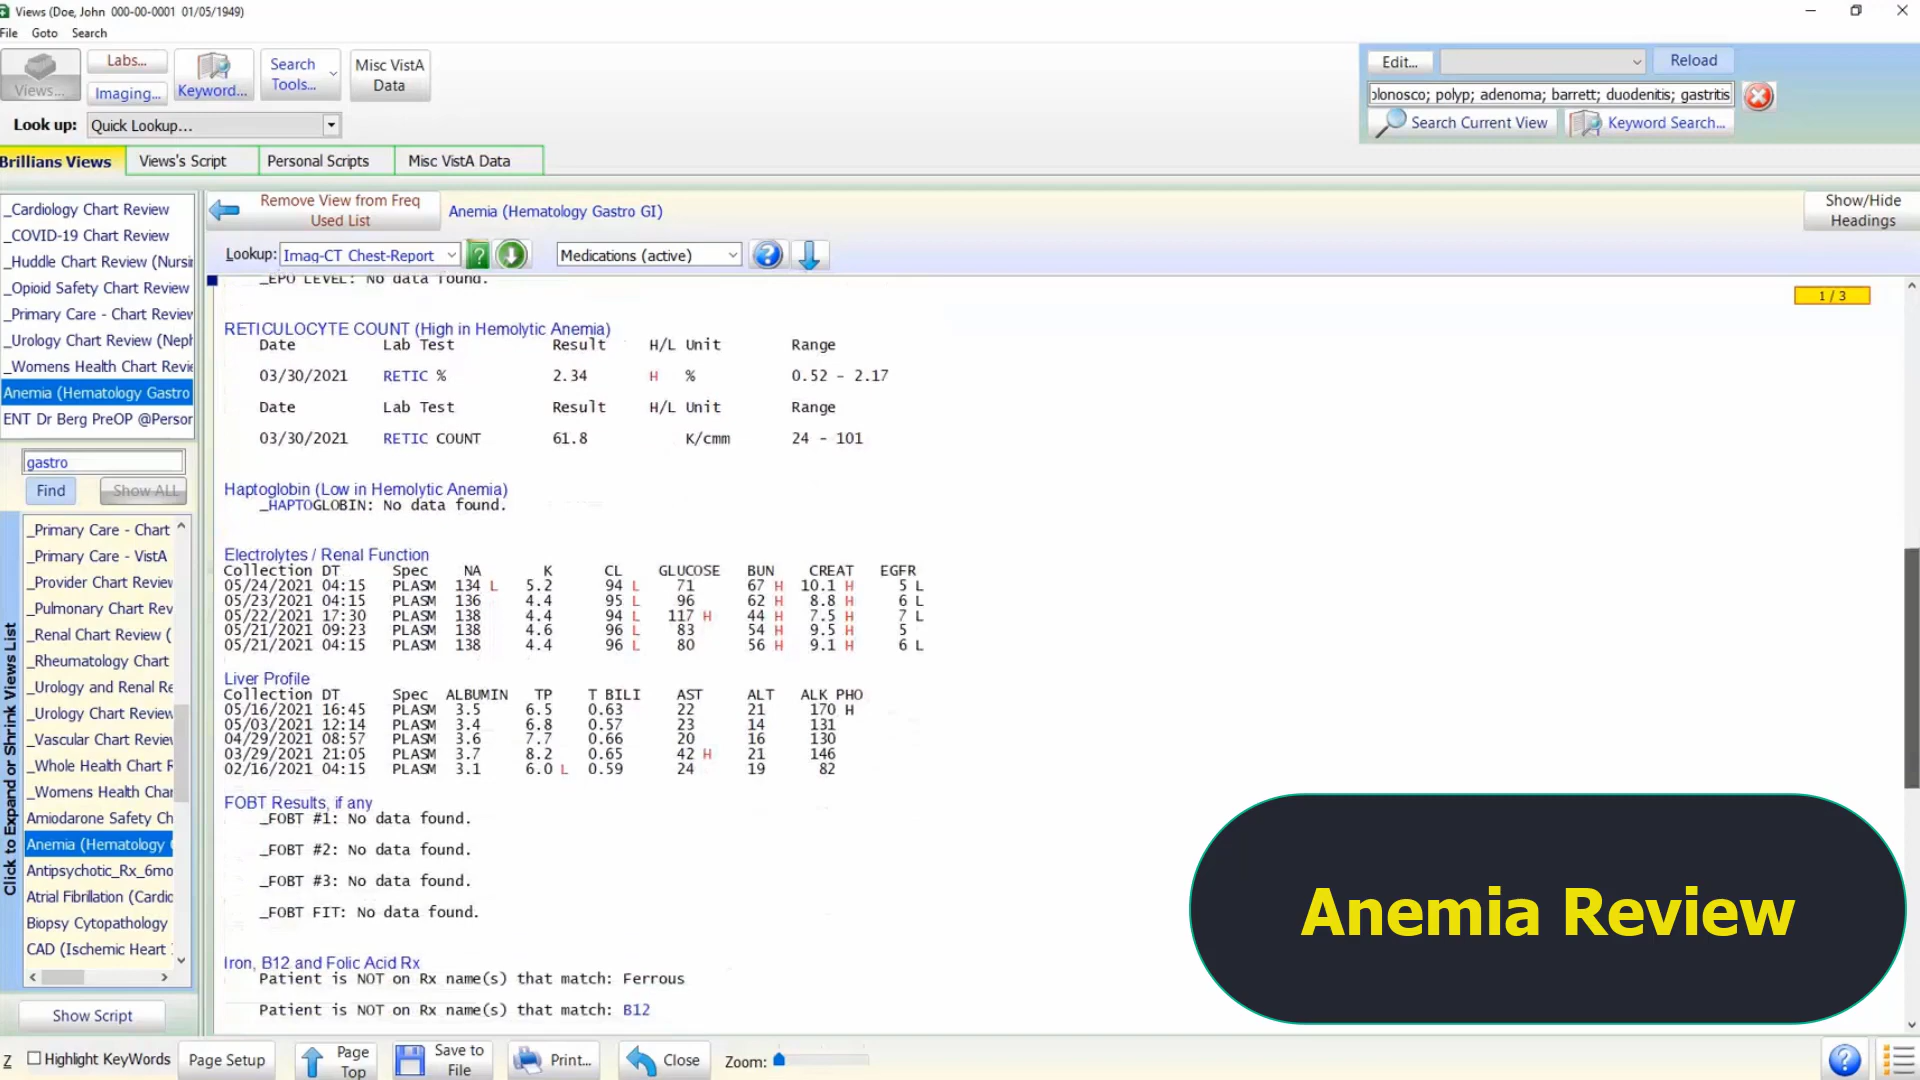 Views (Doe, John 000-00-0001 01/05/1949)
File Goto Search
Views...
Labs...
Imaging...
Keyword...
Search Tools...
Misc VistA Data
Edit...
Reload
olonosco; polyp; adenoma; barrett; duodenitis; gastritis
Search Current View
Keyword Search...
Look up: Quick Lookup...
Brillians Views
Views's Script
Personal Scripts
Misc VistA Data
_Cardiology Chart Review
_COVID-19 Chart Review
_Huddle Chart Review (Nursin
_Opioid Safety Chart Review
_Primary Care - Chart Review
_Urology Chart Review (Neph
_Womens Health Chart Revie
Anemia (Hematology Gastro
ENT Dr Berg PreOP @Person
gastro
Find
Show ALL
Click to Expand or Shrink Views List
_Primary Care - Chart
_Primary Care - VistA
_Provider Chart Review
_Pulmonary Chart Rev
_Renal Chart Review (
_Rheumatology Chart
_Urology and Renal Re
_Urology Chart Review
_Vascular Chart Review
_Whole Health Chart R
_Womens Health Char
Amiodarone Safety Ch
Anemia (Hematology (
Antipsychotic_Rx_6mo
Atrial Fibrillation (Cardio
Biopsy Cytopathology
CAD (Ischemic Heart
Show Script
Remove View from Freq Used List
Anemia (Hematology Gastro GI)
Show/Hide Headings
Lookup: Imag-CT Chest-Report
Medications (active)
1 / 3
_EPO LEVEL: No data found.
RETICULOCYTE COUNT (High in Hemolytic Anemia)
Date Lab Test Result H/L Unit Range
03/30/2021 RETIC % 2.34 H % 0.52 - 2.17
Date Lab Test Result H/L Unit Range
03/30/2021 RETIC COUNT 61.8 K/cmm 24 - 101
Haptoglobin (Low in Hemolytic Anemia)
_HAPTOGLOBIN: No data found.
Electrolytes / Renal Function
Collection DT Spec NA K CL GLUCOSE BUN CREAT EGFR
05/24/2021 04:15 PLASM 134 L 5.2 94 L 71 67 H 10.1 H 5 L
05/23/2021 04:15 PLASM 136 4.4 95 L 96 62 H 8.8 H 6 L
05/22/2021 17:30 PLASM 138 4.4 94 L 117 H 44 H 7.5 H 7 L
05/21/2021 09:23 PLASM 138 4.6 96 L 83 54 H 9.5 H 5
05/21/2021 04:15 PLASM 138 4.4 96 L 80 56 H 9.1 H 6 L
Liver Profile
Collection DT Spec ALBUMIN TP T BILI AST ALT ALK PHO
05/16/2021 16:45 PLASM 3.5 6.5 0.63 22 21 170 H
05/03/2021 12:14 PLASM 3.4 6.8 0.57 23 14 131
04/29/2021 08:57 PLASM 3.6 7.7 0.66 20 16 130
03/29/2021 21:05 PLASM 3.7 8.2 0.65 42 H 21 146
02/16/2021 04:15 PLASM 3.1 6.0 L 0.59 24 19 82
FOBT Results, if any
_FOBT #1: No data found.
_FOBT #2: No data found.
_FOBT #3: No data found.
_FOBT FIT: No data found.
Iron, B12 and Folic Acid Rx
Patient is NOT on Rx name(s) that match: Ferrous
Patient is NOT on Rx name(s) that match: B12
Anemia Review
Z
Highlight KeyWords
Page Setup
Page Top
Save to File
Print...
Close
Zoom: